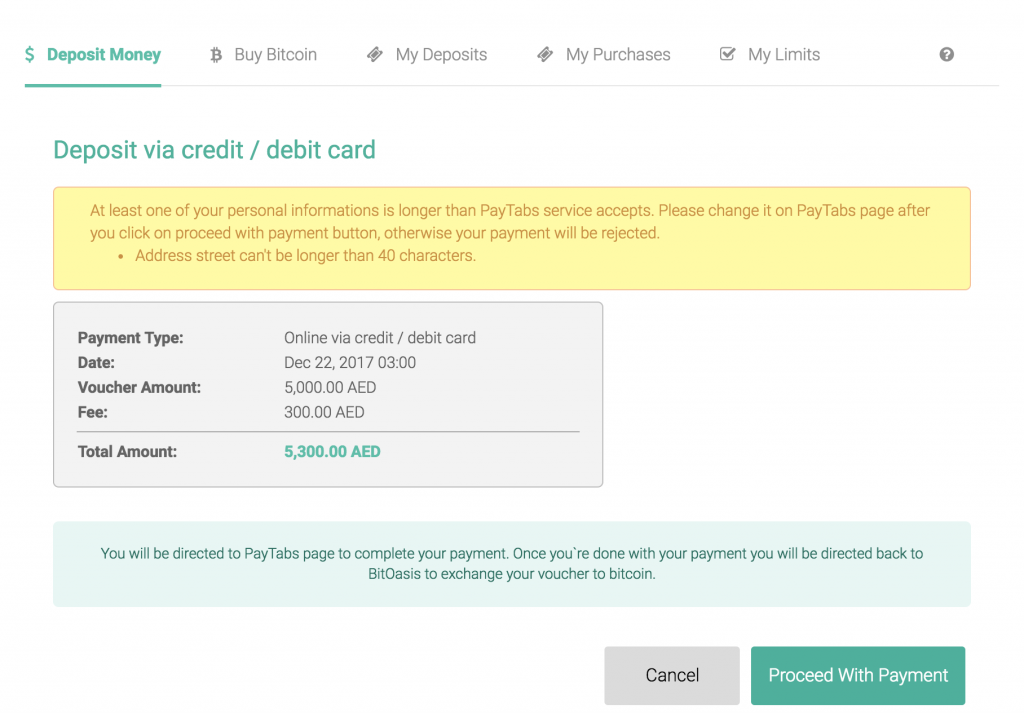 $ Deposit Money
Buy Bitcoin
My Deposits
My Purchases
My Limits
?
Deposit via credit / debit card
At least one of your personal informations is longer than PayTabs service accepts. Please change it on PayTabs page after
you click on proceed with payment button, otherwise your payment will be rejected.
• Address street can't be longer than 40 characters.
Payment Type: Online via credit / debit card
Date: Dec 22, 2017 03:00
Voucher Amount: 5,000.00 AED
Fee: 300.00 AED
Total Amount: 5,300.00 AED
You will be directed to PayTabs page to complete your payment. Once you`re done with your payment you will be directed back to
BitOasis to exchange your voucher to bitcoin.
Cancel
Proceed With Payment